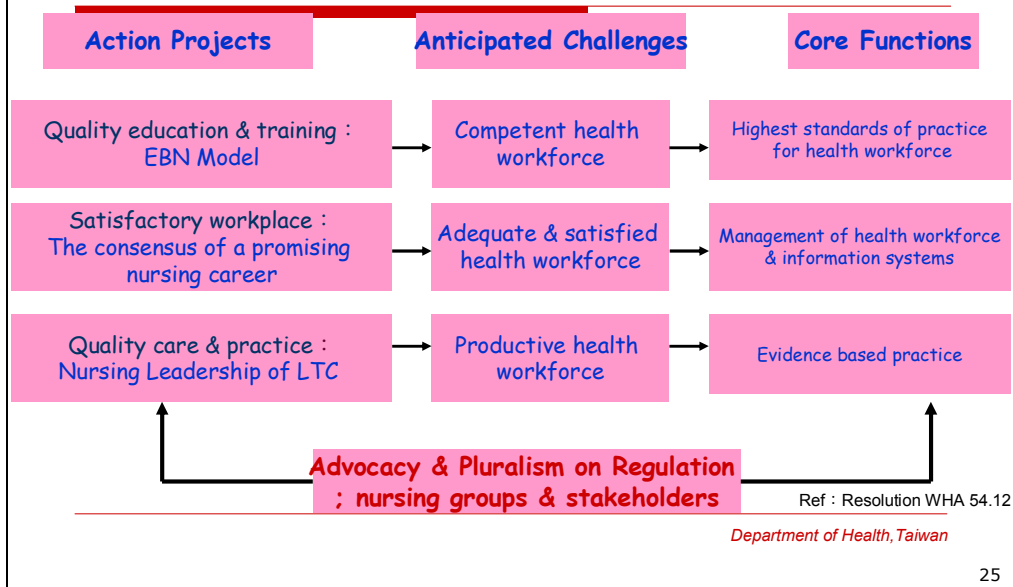 Action Projects
Anticipated Challenges
Core Functions
Quality education & training：
EBN Model
Competent health
workforce
Highest standards of practice
for health workforce
Satisfactory workplace：
The consensus of a promising
nursing career
Adequate & satisfied
health workforce
Management of health workforce
& information systems
Quality care & practice：
Nursing Leadership of LTC
Productive health
workforce
Evidence based practice
Advocacy & Pluralism on Regulation
; nursing groups & stakeholders
Ref：Resolution WHA 54.12
Department of Health,Taiwan
25